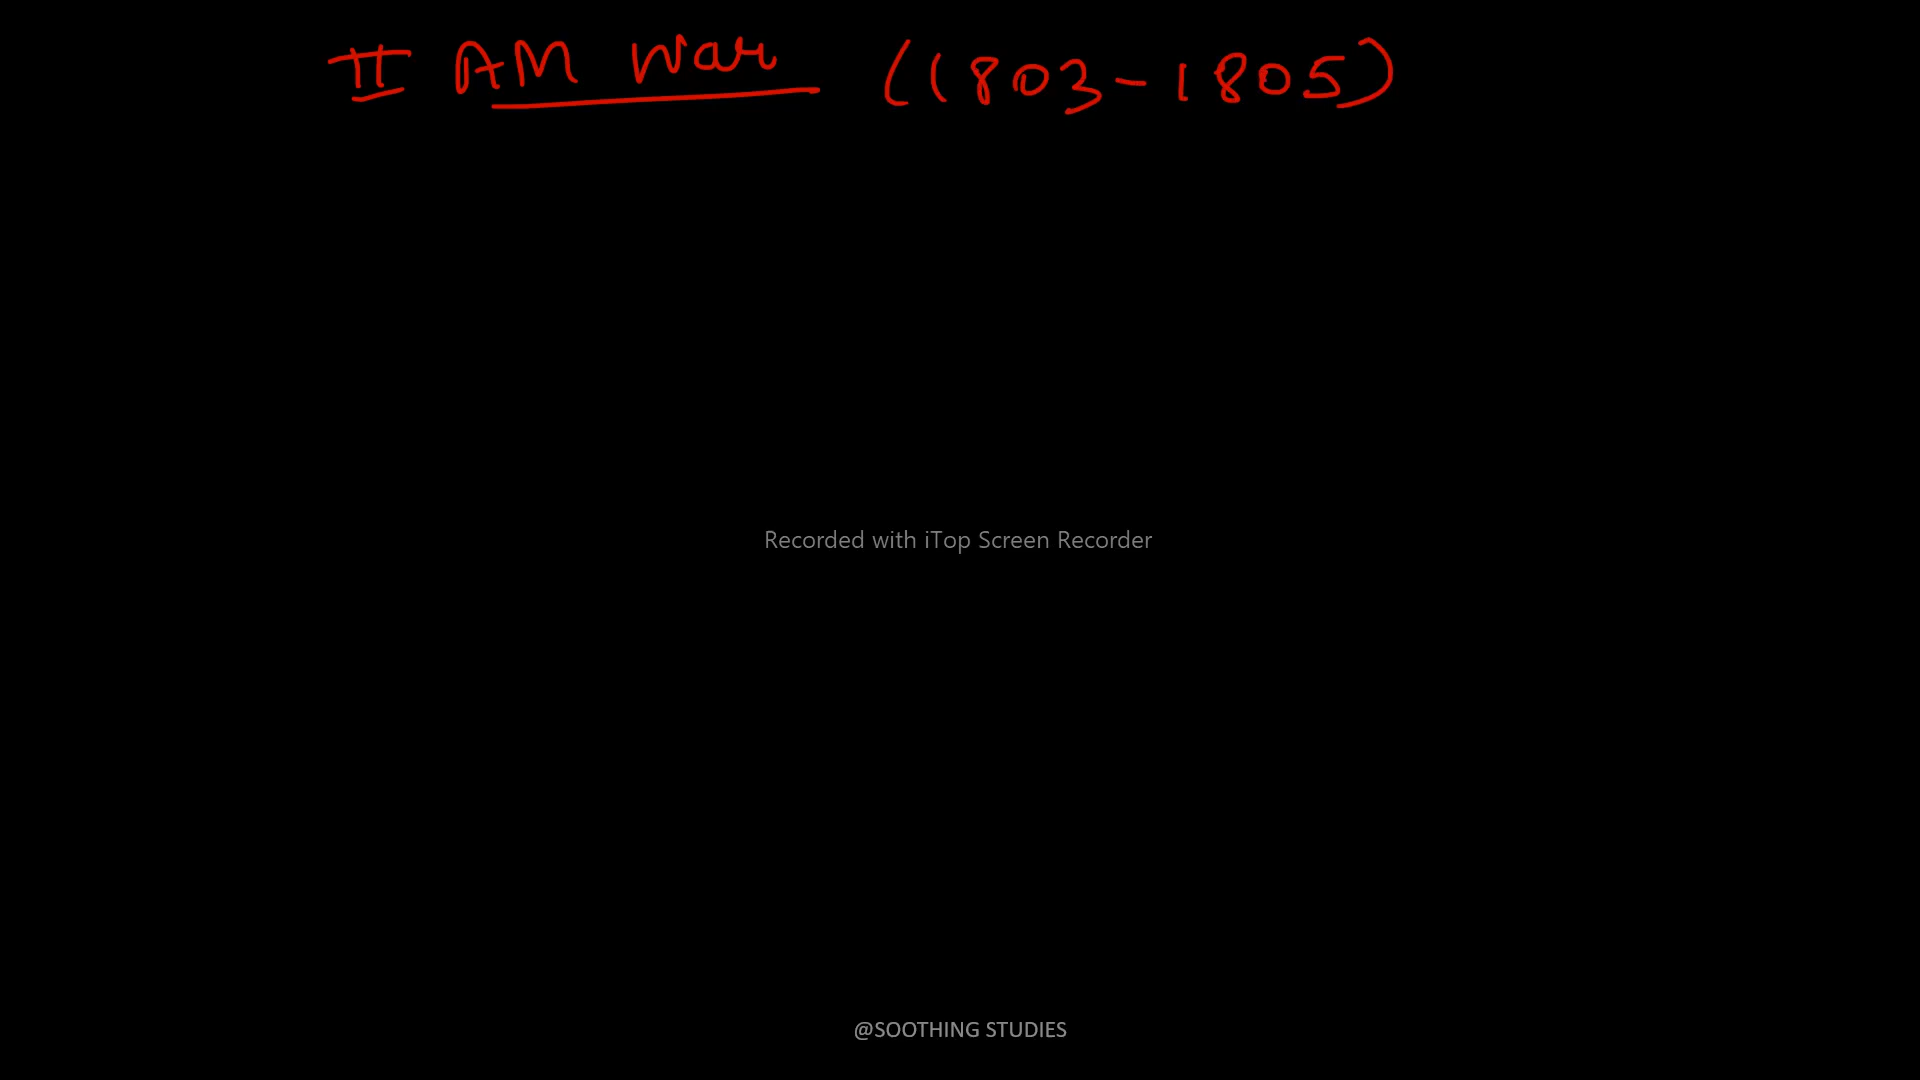 II AM War (1803-1805)
Recorded with iTop Screen Recorder
@SOOTHING STUDIES